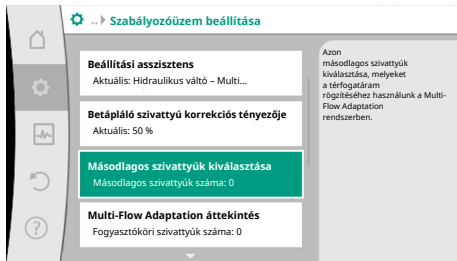 ..▸ Szabályozóüzem beállítása
Beállítási asszisztens
Aktuális: Hidraulikus váltó – Multi...
Betápláló szivattyú korrekciós tényezője
Aktuális: 50 %
Másodlagos szivattyúk kiválasztása
Másodlagos szivattyúk száma: 0
Multi-Flow Adaptation áttekintés
Fogyasztóköri szivattyúk száma: 0
Azon
másodlagos szivattyúk
kiválasztása, melyeket
a térfogatáram
rögzítéséhez használunk a Multi-
Flow Adaptation
rendszerben.